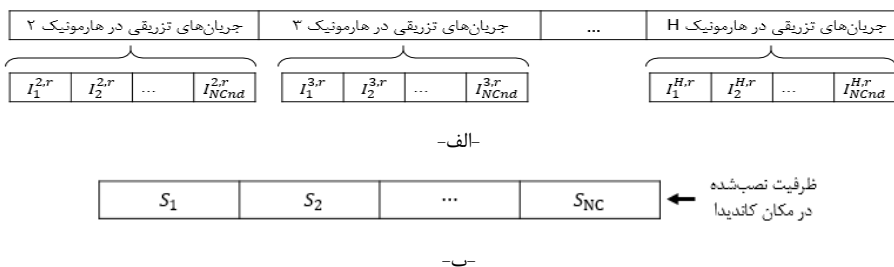 جریان‌های تزریقی در هارمونیک ۲ جریان‌های تزریقی در هارمونیک ۳ ... جریان‌های تزریقی در هارمونیک H
I_1^{2,r} I_2^{2,r} ... I_{NCnd}^{2,r} I_1^{3,r} I_2^{3,r} ... I_{NCnd}^{3,r} I_1^{H,r} I_2^{H,r} ... I_{NCnd}^{H,r}
-الف-
S_1 S_2 ... S_{NC} ظرفیت نصب‌شده
در مکان کاندیدا
-ب-